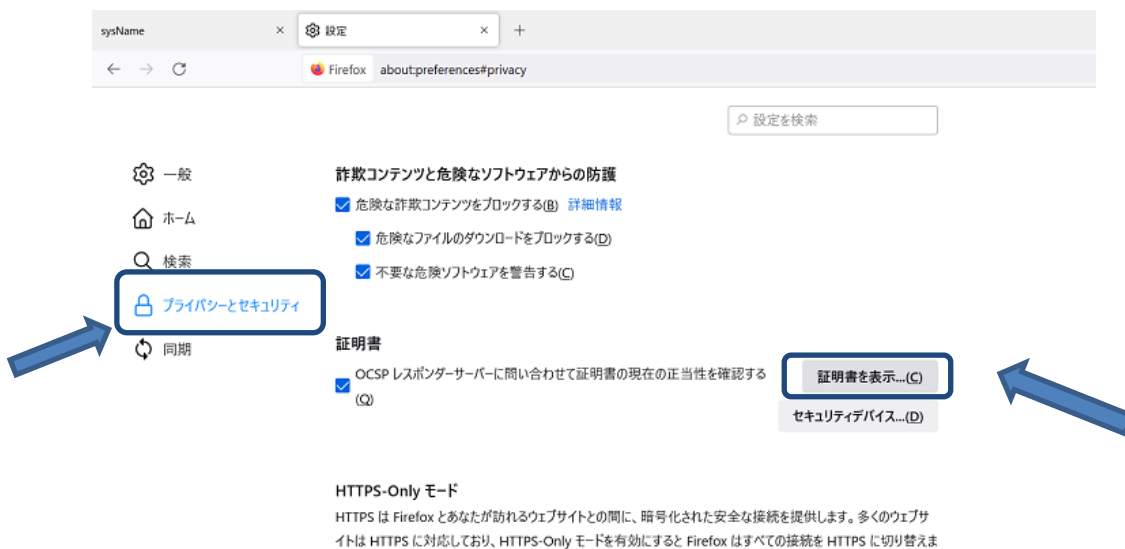 sysName
設定
Firefox about:preferences#privacy
設定を検索
一般
ホーム
検索
プライバシーとセキュリティ
同期
詐欺コンテンツと危険なソフトウェアからの防護
危険な詐欺コンテンツをブロックする(B) 詳細情報
危険なファイルのダウンロードをブロックする(D)
不要な危険ソフトウェアを警告する(C)
証明書
OCSP レスポンダーサーバーに問い合わせて証明書の現在の正当性を確認する
(Q)
証明書を表示...(C)
セキュリティデバイス...(D)
HTTPS-Only モード
HTTPS は Firefox とあなたが訪れるウェブサイトとの間に、暗号化された安全な接続を提供します。多くのウェブサ
イトは HTTPS に対応しており、HTTPS-Only モードを有効にすると Firefox はすべての接続を HTTPS に切り替えま